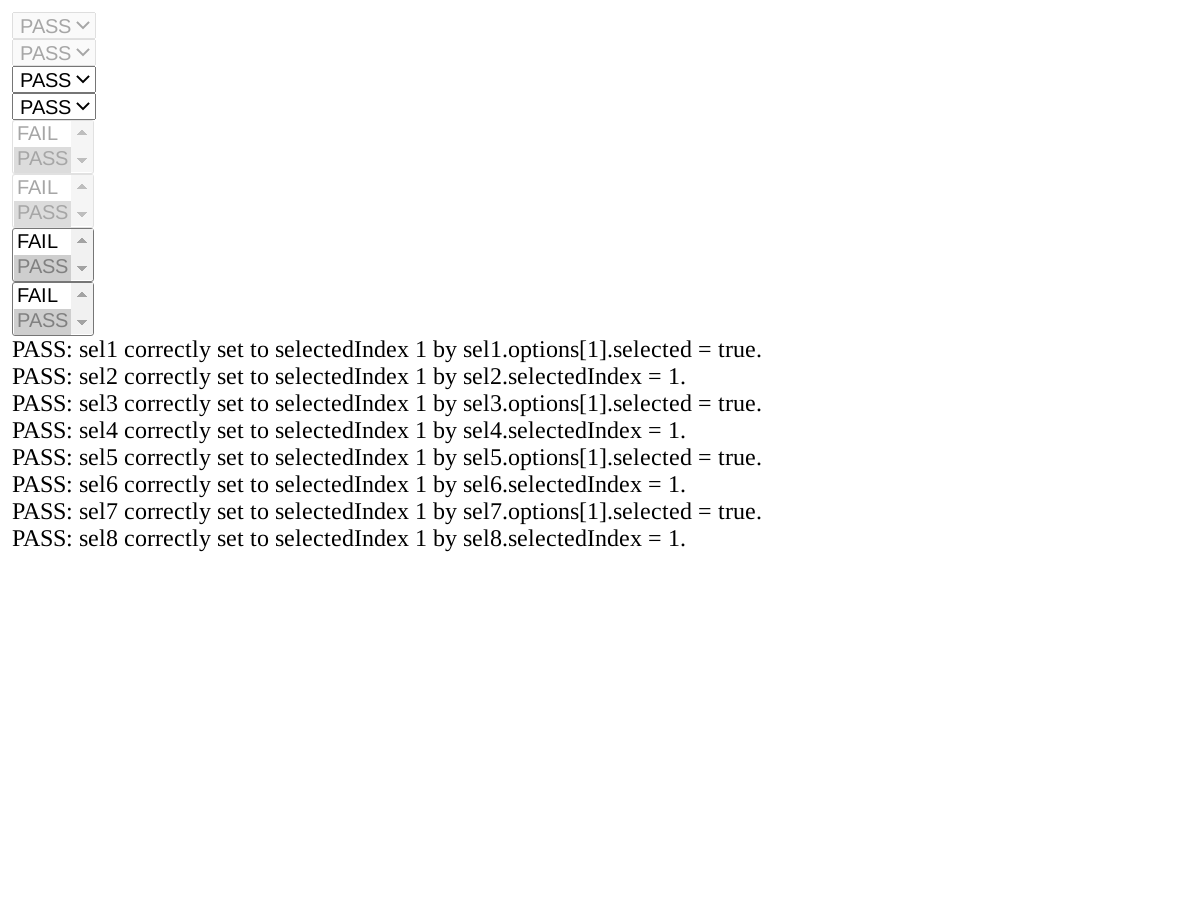 PASS
PASS
PASS
PASS
FAIL
PASS
FAIL
PASS
FAIL
PASS
FAIL
PASS
PASS: sel1 correctly set to selectedIndex 1 by sel1.options[1].selected = true.
PASS: sel2 correctly set to selectedIndex 1 by sel2.selectedIndex = 1.
PASS: sel3 correctly set to selectedIndex 1 by sel3.options[1].selected = true.
PASS: sel4 correctly set to selectedIndex 1 by sel4.selectedIndex = 1.
PASS: sel5 correctly set to selectedIndex 1 by sel5.options[1].selected = true.
PASS: sel6 correctly set to selectedIndex 1 by sel6.selectedIndex = 1.
PASS: sel7 correctly set to selectedIndex 1 by sel7.options[1].selected = true.
PASS: sel8 correctly set to selectedIndex 1 by sel8.selectedIndex = 1.